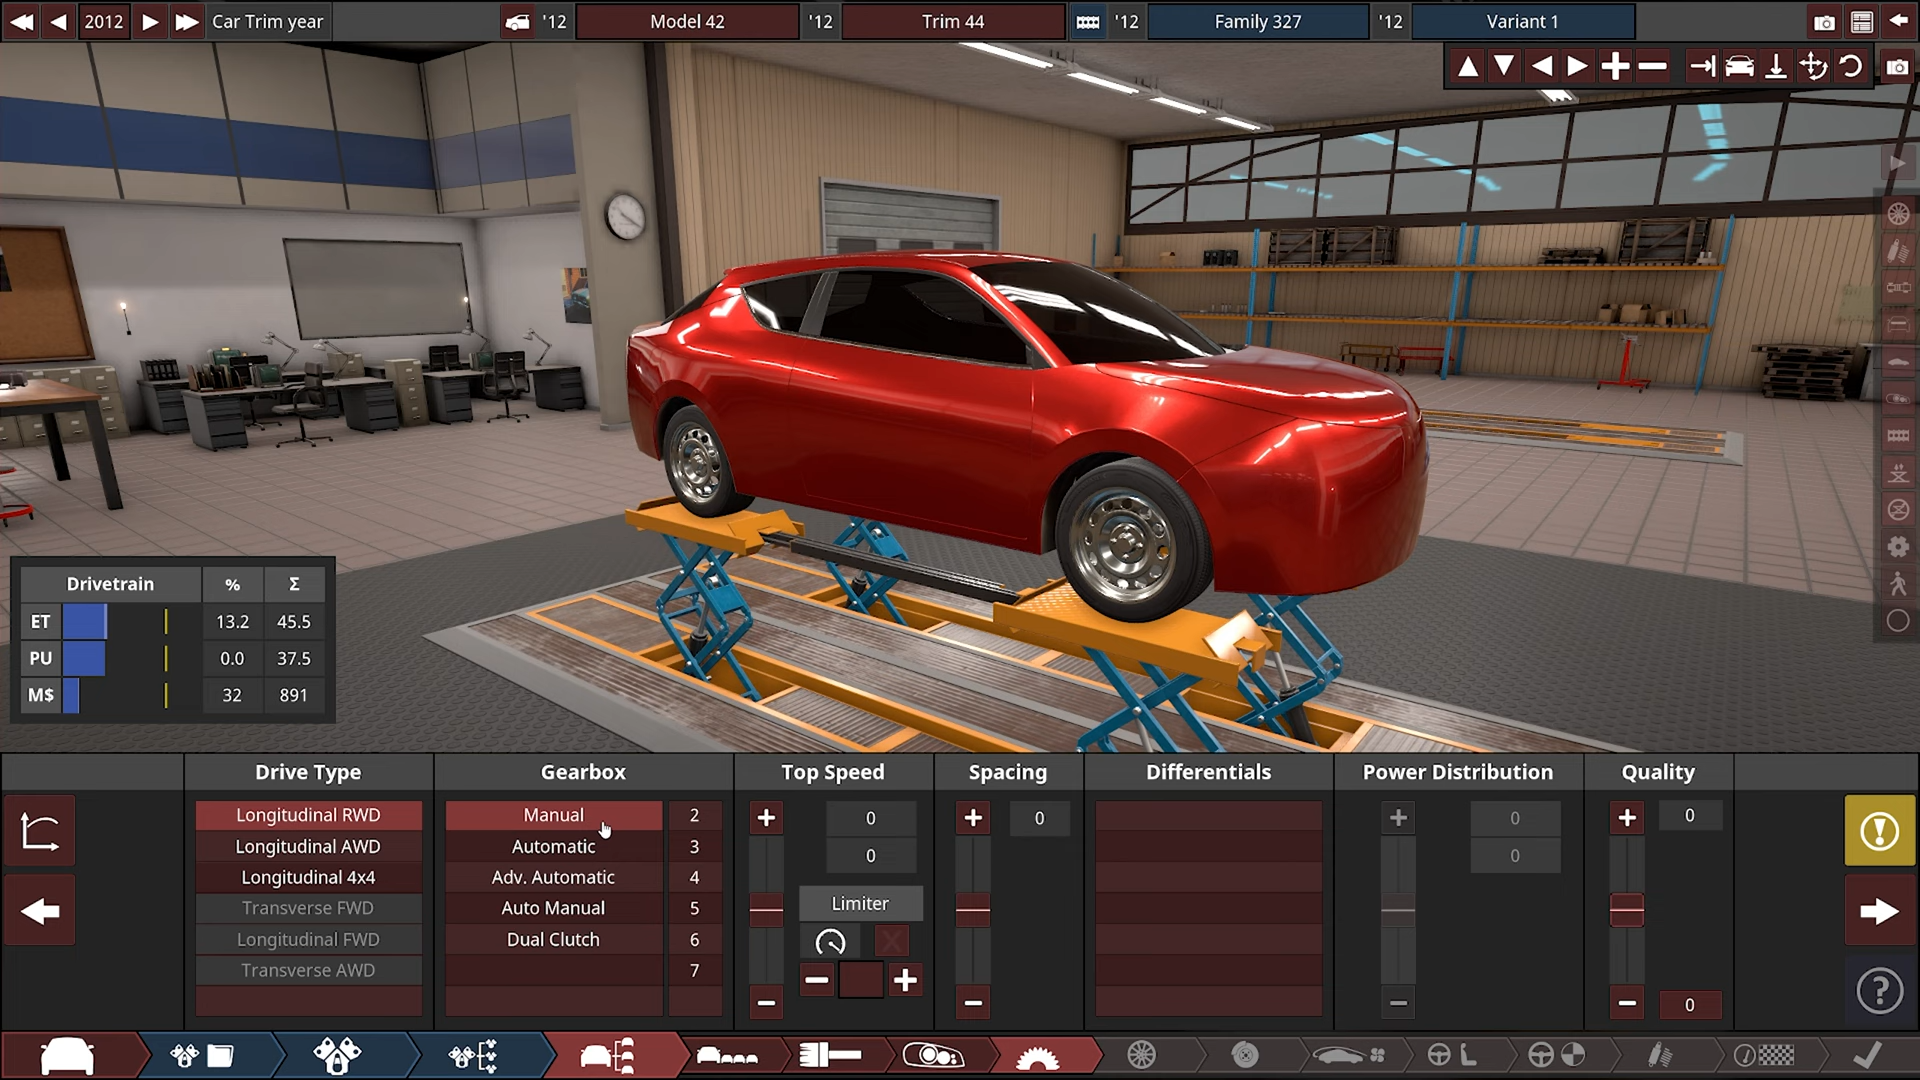 2012 Car Trim year '12 Model 42 '12 Trim 44 '12 Family 327 '12 Variant 1
Drivetrain % Σ
ET 13.2 45.5
PU 0.0 37.5
M$ 32 891
Drive Type Gearbox Top Speed Spacing Differentials Power Distribution Quality
Longitudinal RWD Manual 2 0 0 0 0
Longitudinal AWD Automatic 3 0 0
Longitudinal 4x4 Adv. Automatic 4
Transverse FWD Auto Manual 5 Limiter
Longitudinal FWD Dual Clutch 6
Transverse AWD 7
0